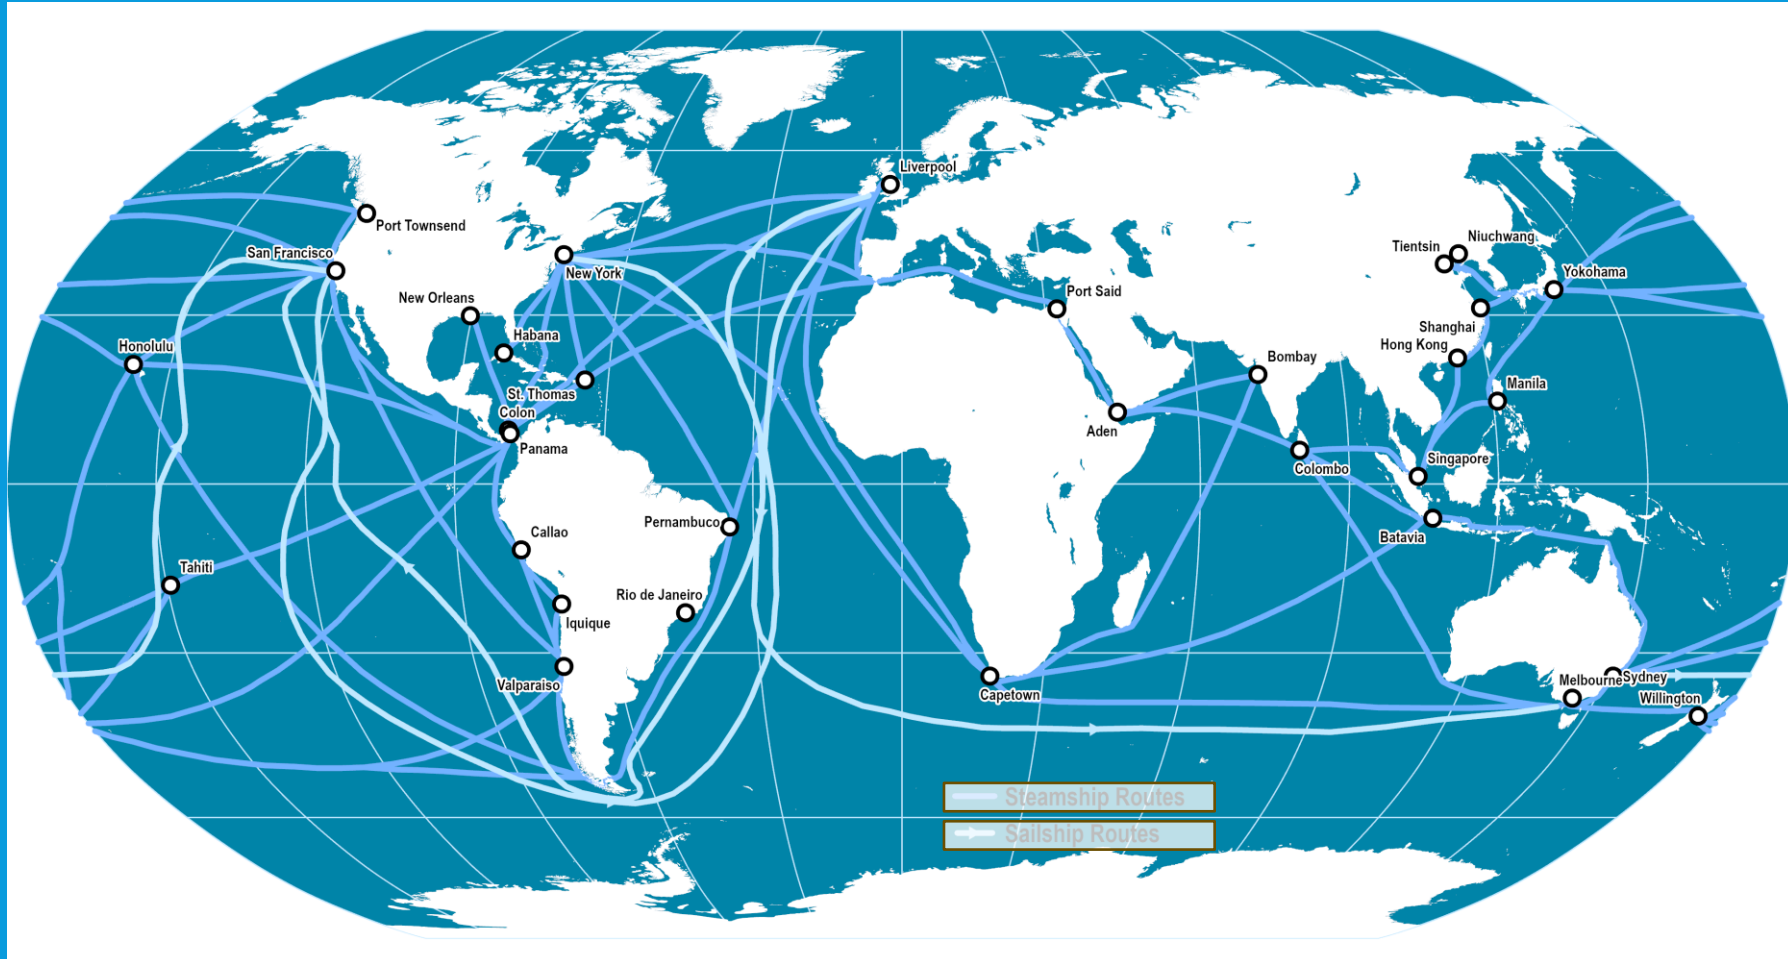 Liverpool
Port Townsend
San Francisco
New York
Niuchwang
Tientsin
Yokohama
Port Said
New Orleans
Shanghai
Habana
Hong Kong
Honolulu
Bombay
Manila
St. Thomas
Colon
Aden
Panama
Singapore
Colombo
Pernambuco
Callao
Batavia
Tahiti
Rio de Janeiro
Iquique
Melbourne
Sydney
Valparaiso
Capetown
Willington
Steamship Routes
Sailship Routes